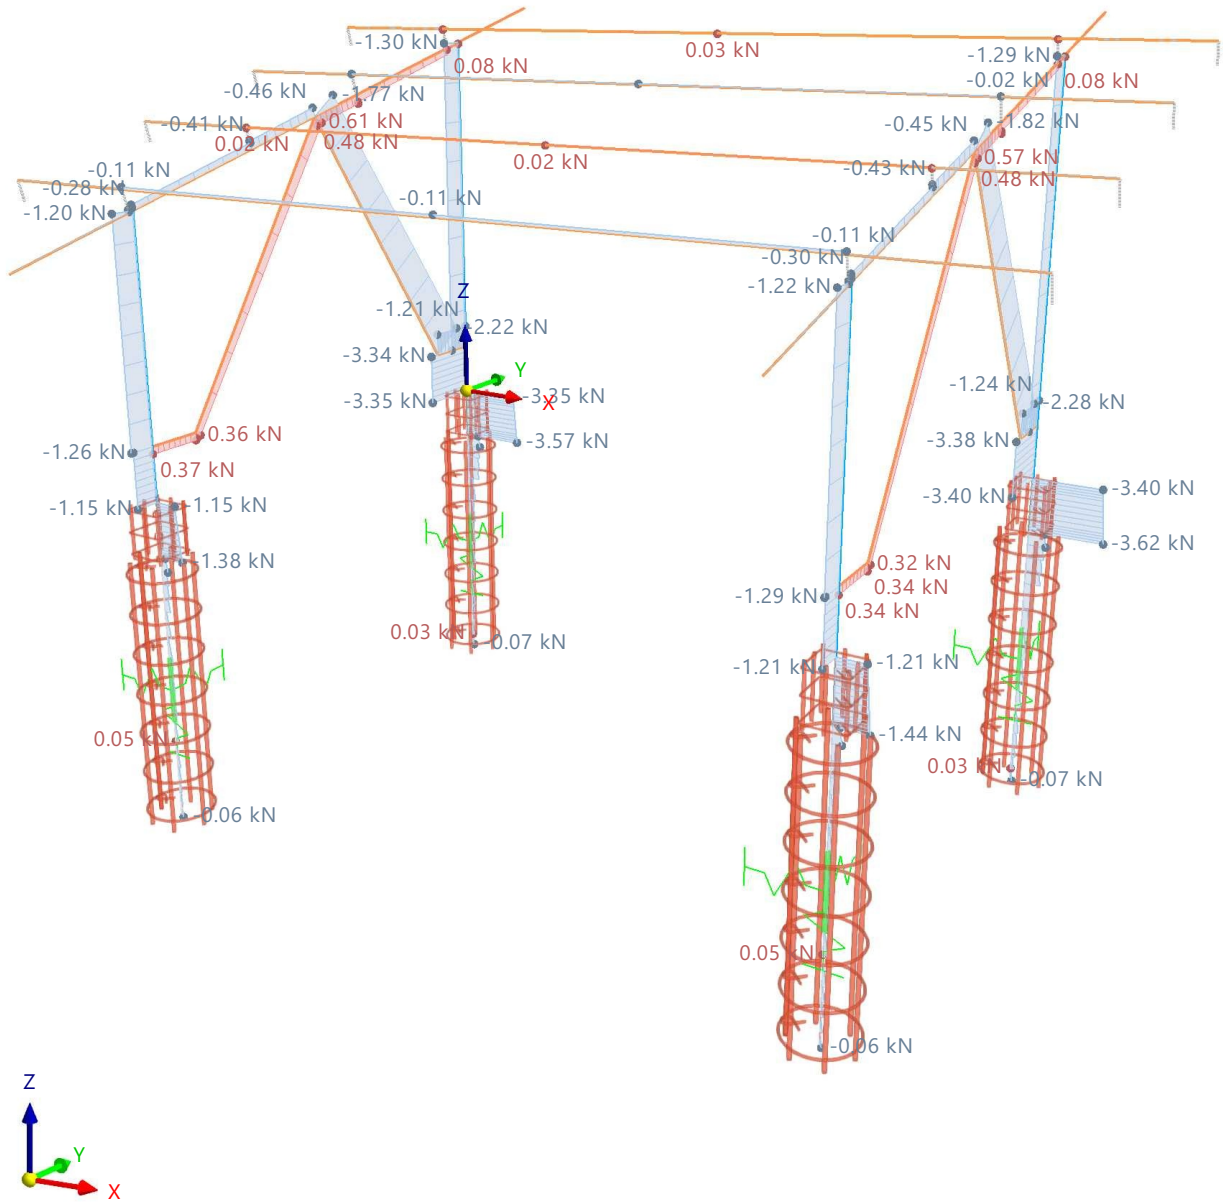 -1.30 kN
0.03 kN
-1.29 kN
0.08 kN
0.08 kN
-0.02 kN
-0.46 kN
-1.77 kN
-0.41 kN
0.61 kN
-0.45 kN
-1.82 kN
0.02 kN
0.48 kN
0.02 kN
0.57 kN
-0.43 kN
0.48 kN
-0.11 kN
-0.28 kN
-0.11 kN
-1.20 kN
-0.11 kN
-0.30 kN
-1.22 kN
Z
-1.21 kN
-2.22 kN
-3.34 kN
Y
-1.24 kN
-3.35 kN
-3.35 kN
X
-2.28 kN
0.36 kN
-3.57 kN
-3.38 kN
-1.26 kN
0.37 kN
-3.40 kN
-3.40 kN
-1.15 kN
-1.15 kN
-3.62 kN
-1.38 kN
0.32 kN
0.34 kN
-1.29 kN
0.34 kN
0.03 kN
-0.07 kN
-1.21 kN
-1.21 kN
0.05 kN
-1.44 kN
0.03 kN
-0.07 kN
-0.06 kN
0.05 kN
-0.06 kN
Z
Y
X